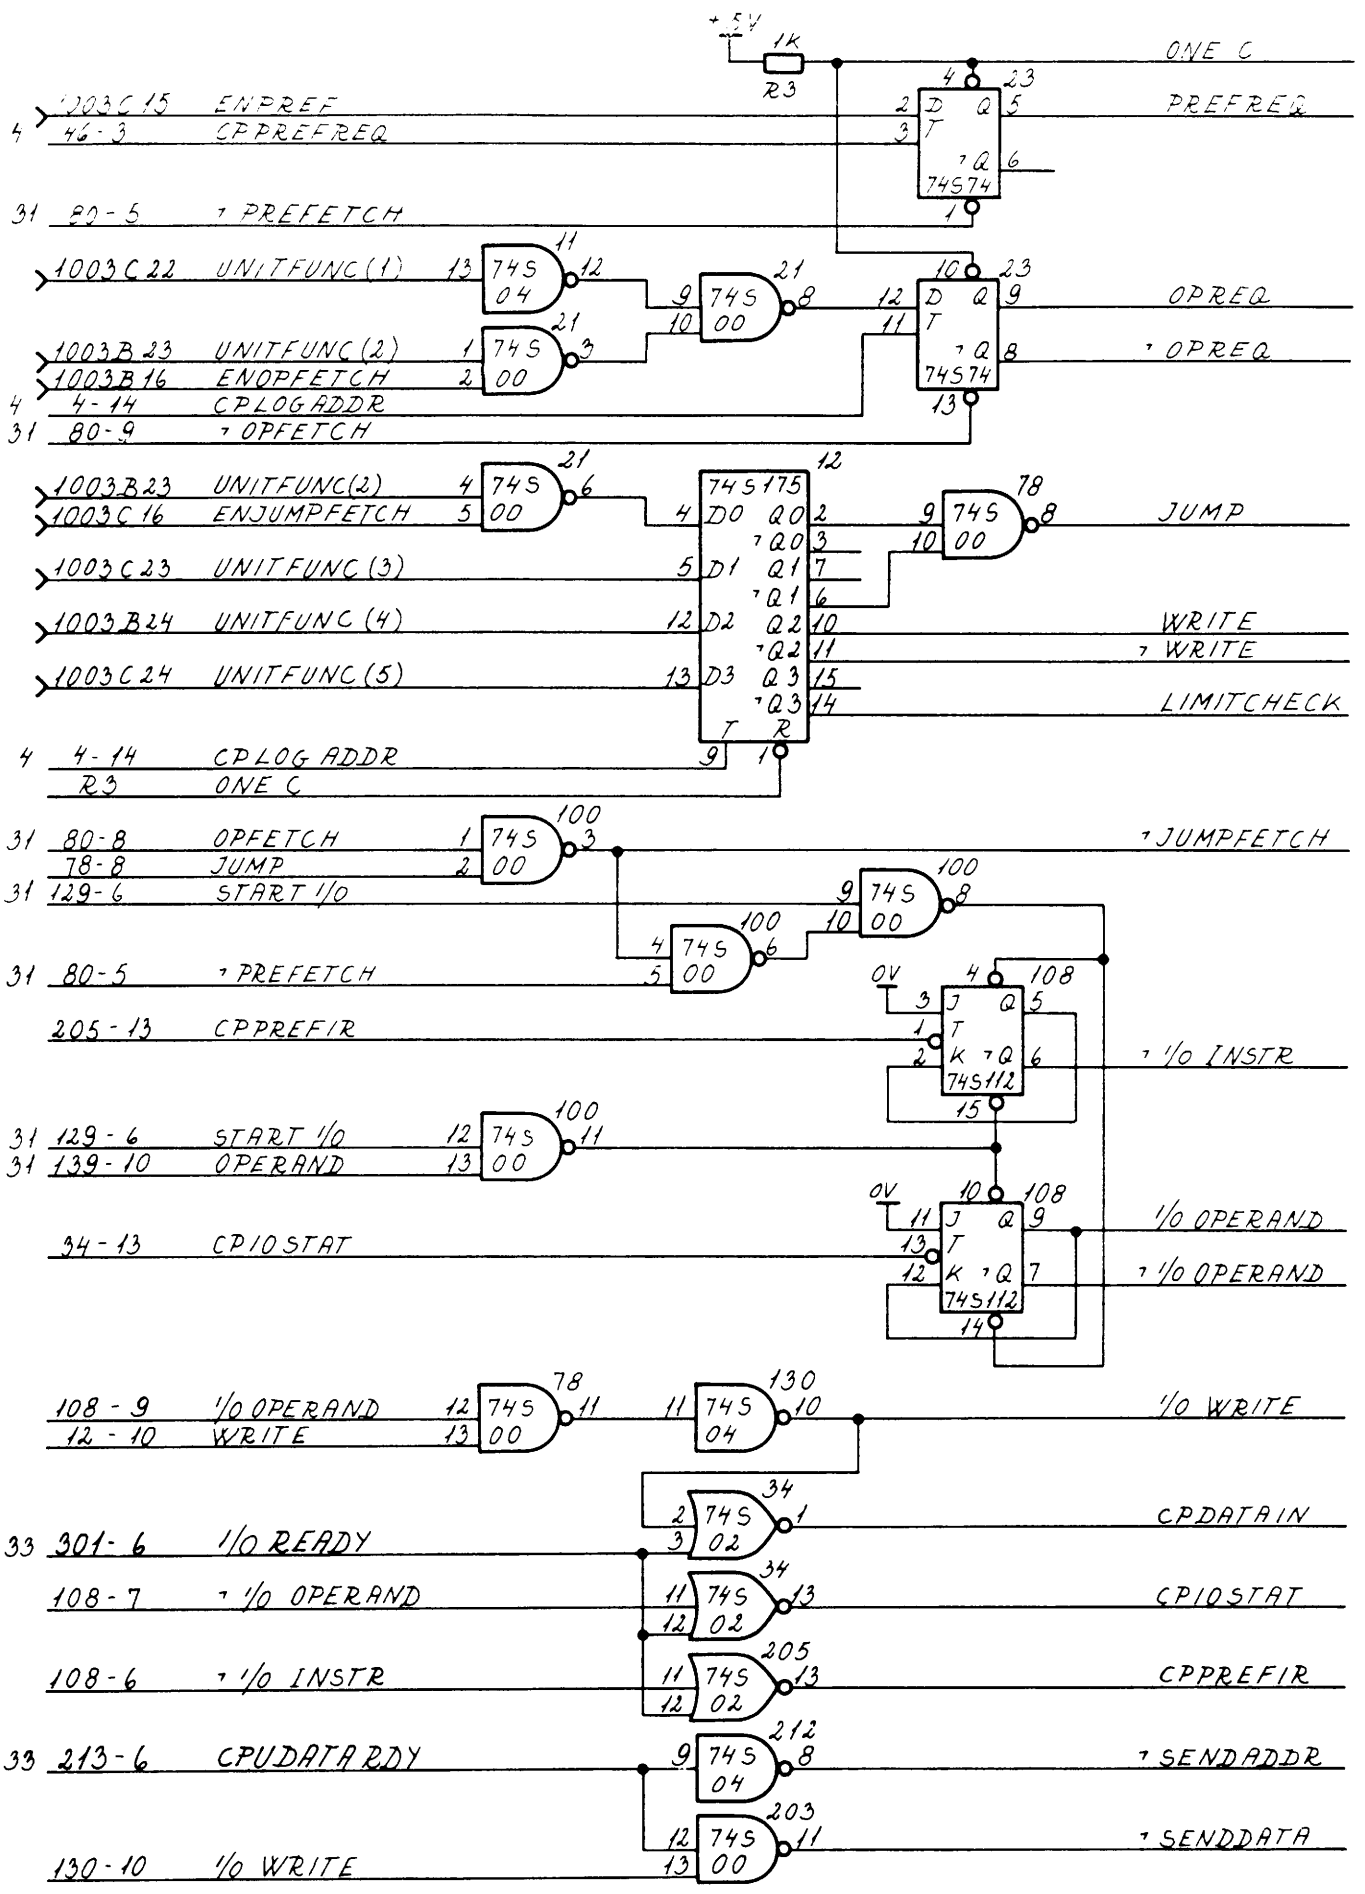 +5V
1K
R3
ONE C
4 23
1003C15 ENPREF 2 D Q 5 PREFREQ
4 46-3 CPPREFREQ 3 T
¬Q 6
74S74
31 80-5 ¬PREFETCH 1
11
1003C22 UNITFUNC(1) 13 74S 04 12
21
9 10 74S 00 8
10 23
12 D Q 9 OPREQ
11 T
21
1003B23 UNITFUNC(2) 1 74S 3 ¬Q 8 ¬OPREQ
1003B16 ENOPFETCH 2 00 74S74
4 4-14 CPLOGADDR
31 80-9 ¬OPFETCH 13
21 12 78
1003B23 UNITFUNC(2) 4 74S 6 74S175
1003C16 ENJUMPFETCH 5 00 4 D0 Q0 2 9 74S 8 JUMP
¬Q0 3 10 00
1003C23 UNITFUNC(3) 5 D1 Q1 7
¬Q1 6
1003B24 UNITFUNC(4) 12 D2 Q2 10 WRITE
¬Q2 11 ¬WRITE
1003C24 UNITFUNC(5) 13 D3 Q3 15
¬Q3 14 LIMITCHECK
T R
4 4-14 CPLOGADDR 9 1
R3 ONE C
100
31 80-8 OPFETCH 1 74S 3 ¬JUMPFETCH
78-8 JUMP 2 00
100
31 129-6 START I/O 9 74S 8
10 00
100
4 74S 6
31 80-5 ¬PREFETCH 5 00
0V 4 108
3 J Q 5
205-13 CPPREFIR 1 T
2 K ¬Q 6 ¬I/O INSTR
74S112
15
100
31 129-6 START I/O 12 74S 11
31 139-10 OPERAND 13 00
0V 10 108
11 J Q 9 I/O OPERAND
34-13 CPIOSTAT 13 T
12 K ¬Q 7 ¬I/O OPERAND
74S112
14
78 130
108-9 I/O OPERAND 12 74S 11 11 74S 10 I/O WRITE
12-10 WRITE 13 00 04
34
2 74S 1 CPDATAIN
33 301-6 I/O READY 3 02
34
108-7 ¬I/O OPERAND 11 74S 13 CPIOSTAT
12 02
205
108-6 ¬I/O INSTR 11 74S 13 CPPREFIR
12 02
212
33 213-6 CPUDATARDY 9 74S 8 ¬SENDADDR
04
203
12 74S 11 ¬SENDDATA
130-10 I/O WRITE 13 00